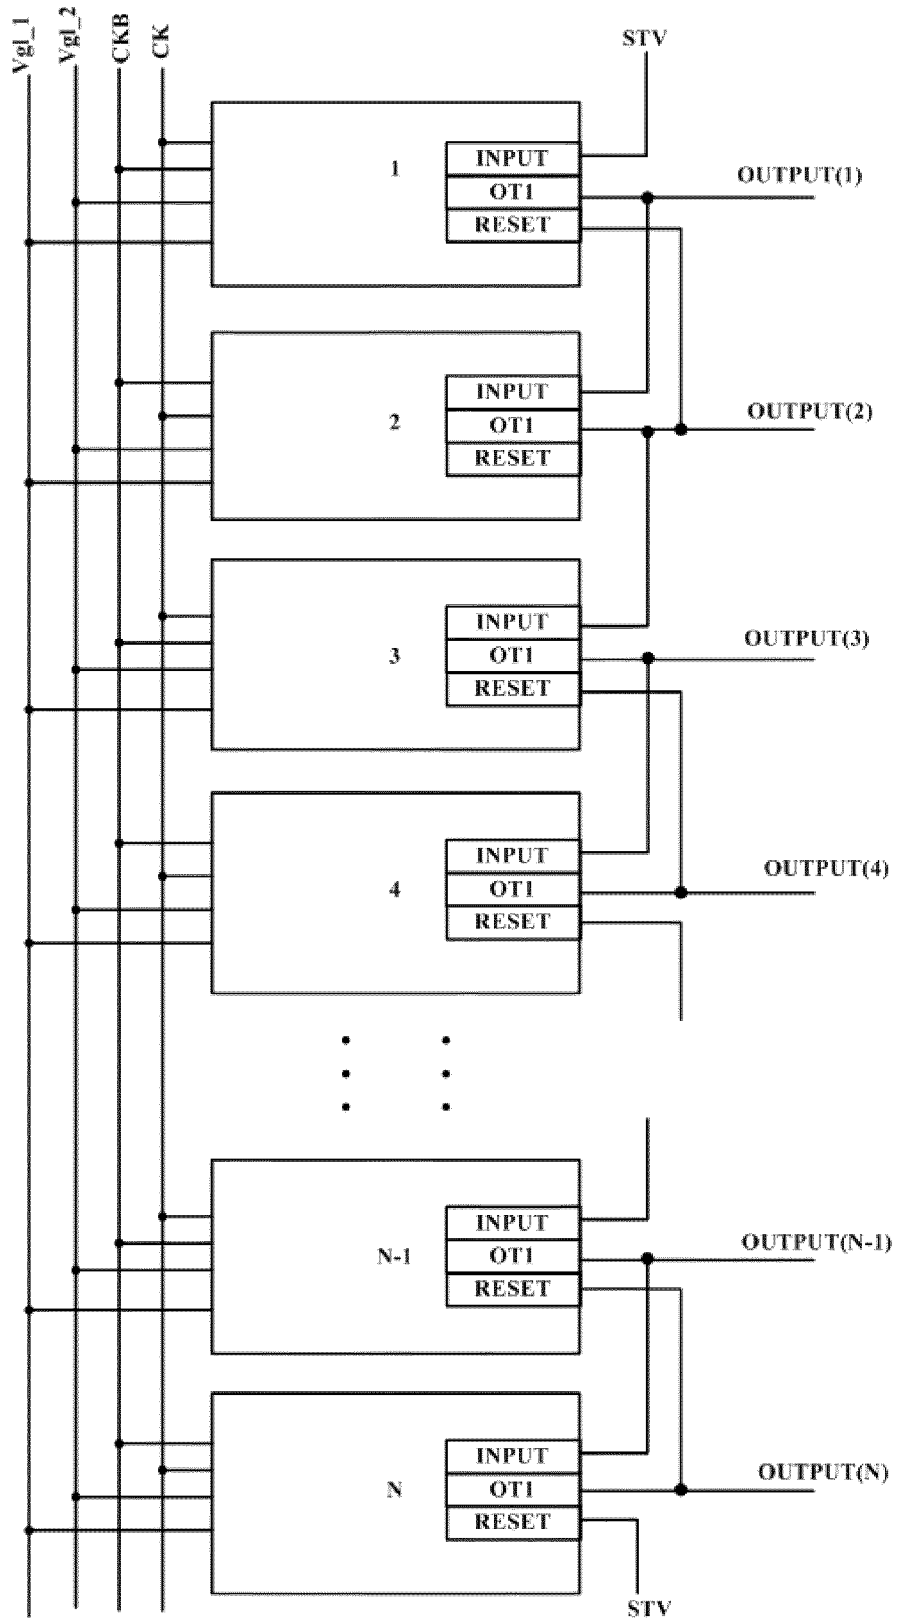 Vgl_1
Vgl_2
CKB
CK
STV
1
INPUT
OT1
RESET
OUTPUT(1)
2
INPUT
OT1
RESET
OUTPUT(2)
3
INPUT
OT1
RESET
OUTPUT(3)
4
INPUT
OT1
RESET
OUTPUT(4)
N-1
INPUT
OT1
RESET
OUTPUT(N-1)
N
INPUT
OT1
RESET
OUTPUT(N)
STV